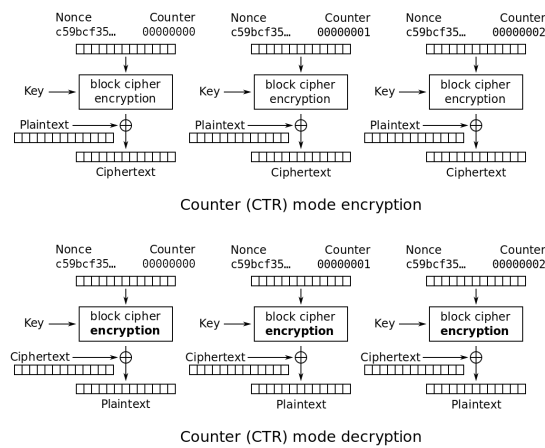 Nonce Counter Nonce Counter Nonce Counter
c59bcf35… 00000000 c59bcf35… 00000001 c59bcf35… 00000002
block cipher block cipher block cipher
Key encryption Key encryption Key encryption
Plaintext Plaintext Plaintext
Ciphertext Ciphertext Ciphertext
Counter (CTR) mode encryption
Nonce Counter Nonce Counter Nonce Counter
c59bcf35… 00000000 c59bcf35… 00000001 c59bcf35… 00000002
block cipher block cipher block cipher
Key encryption Key encryption Key encryption
Ciphertext Ciphertext Ciphertext
Plaintext Plaintext Plaintext
Counter (CTR) mode decryption